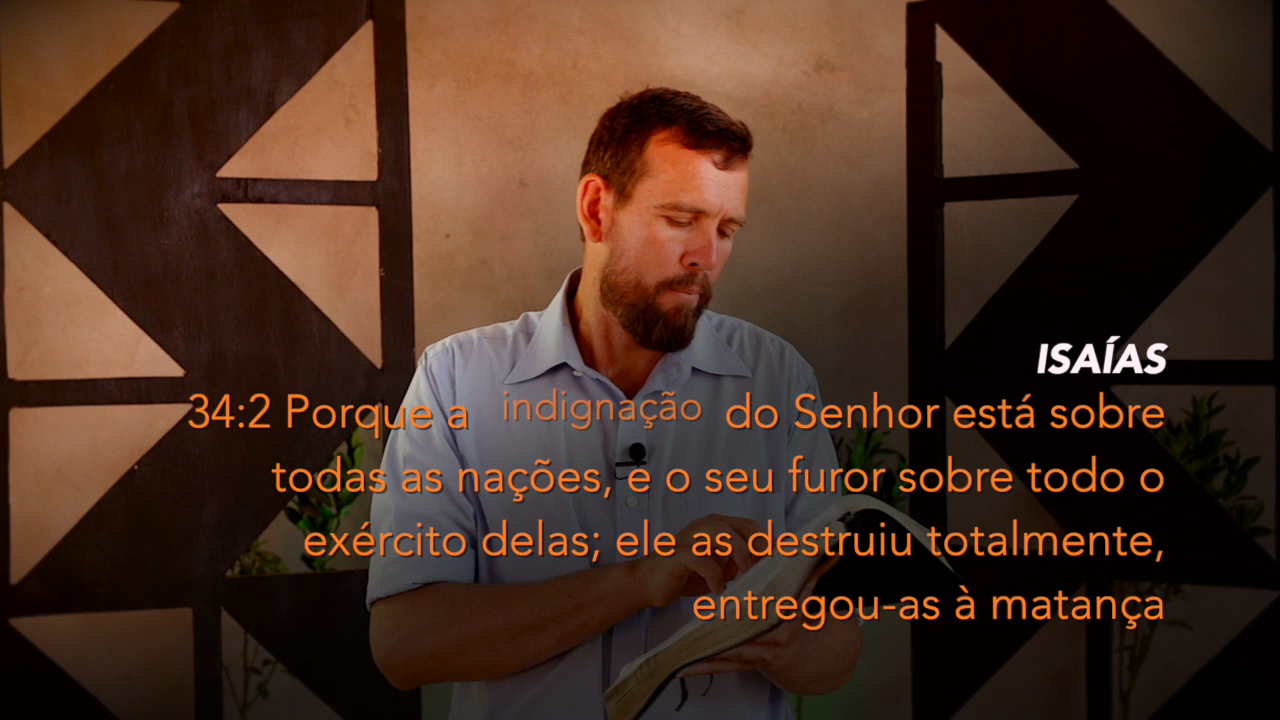 ISAÍAS
34:2 Porque a indignação do Senhor está sobre
todas as nações, e o seu furor sobre todo o
exército delas; ele as destruiu totalmente,
entregou-as à matança